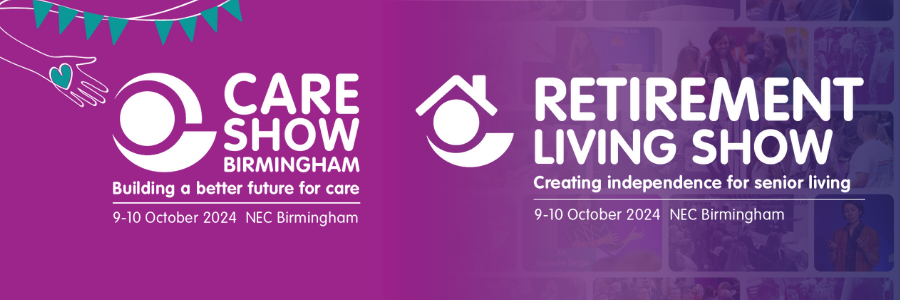 CARE
SHOW
BIRMINGHAM
Building a better future for care
9-10 October 2024 NEC Birmingham
RETIREMENT
LIVING SHOW
Creating independence for senior living
9-10 October 2024 NEC Birmingham